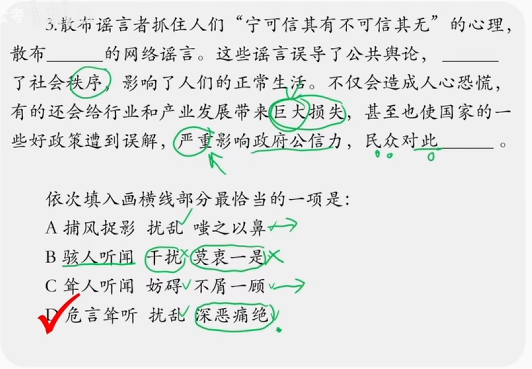 3.散布谣言者抓住人们“宁可信其有不可信其无”的心理,
散布______的网络谣言。这些谣言误导了公共舆论, ______
了社会秩序, 影响了人们的正常生活。不仅会造成人心恐慌,
有的还会给行业和产业发展带来巨大损失, 甚至也使国家的一
些好政策遭到误解, 严重影响政府公信力, 民众对此______ 。
依次填入画横线部分最恰当的一项是:
A 捕风捉影 扰乱 嗤之以鼻
B 骇人听闻 干扰 莫衷一是
C 耸人听闻 妨碍 不屑一顾
D 危言耸听 扰乱 深恶痛绝